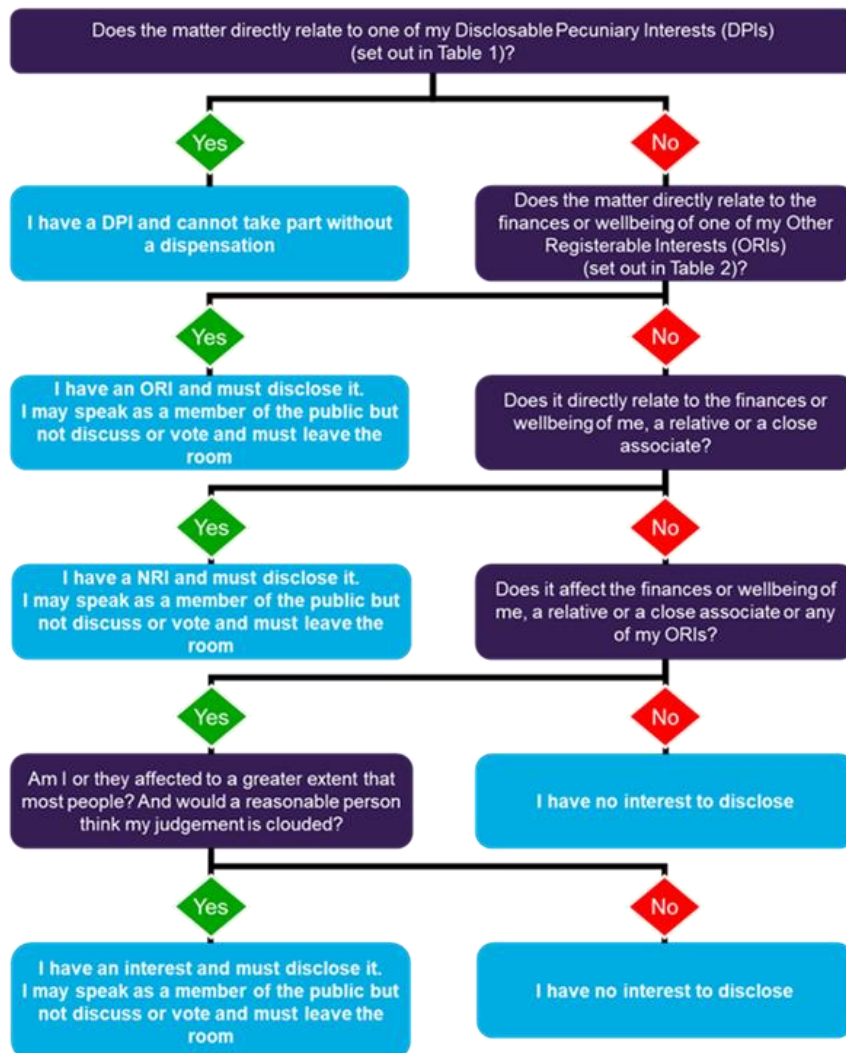 Does the matter directly relate to one of my Disclosable Pecuniary Interests (DPIs)
(set out in Table 1)?
Yes
No
I have a DPI and cannot take part without
a dispensation
Does the matter directly relate to the
finances or wellbeing of one of my Other
Registerable Interests (ORIs)
(set out in Table 2)?
Yes
No
I have an ORI and must disclose it.
I may speak as a member of the public but
not discuss or vote and must leave the
room
Does it directly relate to the finances or
wellbeing of me, a relative or a close
associate?
Yes
No
I have a NRI and must disclose it.
I may speak as a member of the public but
not discuss or vote and must leave the
room
Does it affect the finances or wellbeing of
me, a relative or a close associate or any
of my ORIs?
Yes
No
Am I or they affected to a greater extent that
most people? And would a reasonable person
think my judgement is clouded?
I have no interest to disclose
Yes
No
I have an interest and must disclose it.
I may speak as a member of the public but
not discuss or vote and must leave the
room
I have no interest to disclose